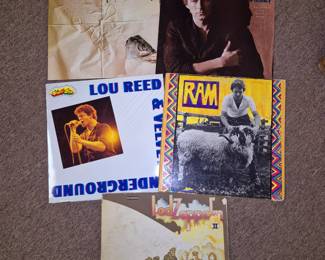 LOU REED
& VELVET
UNDERGROUND
RAM
Led Zeppelin
II